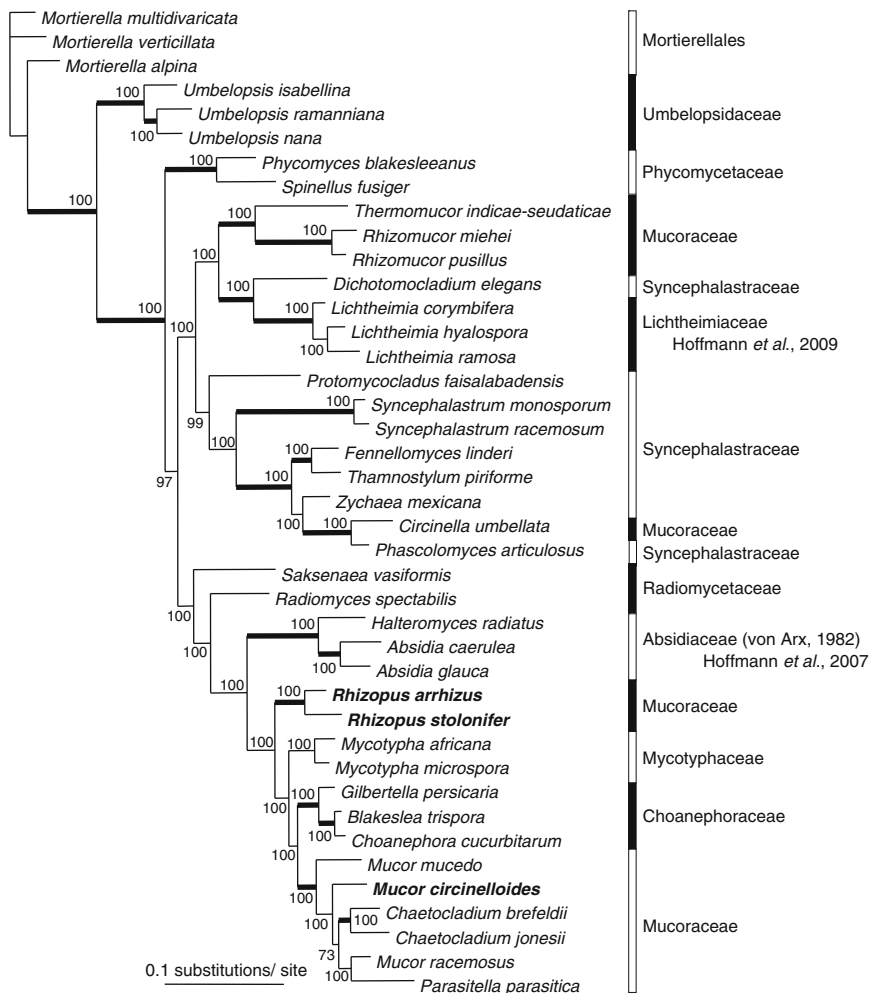 Mortierella multidivaricata
Mortierella verticillata
Mortierella alpina
Mortierellales
100
Umbelopsis isabellina
Umbelopsis ramanniana
100
Umbelopsis nana
Umbelopsidaceae
100
Phycomyces blakesleeanus
Spinellus fusiger
Phycomycetaceae
100
100
Thermomucor indicae-seudaticae
100
Rhizomucor miehei
Rhizomucor pusillus
Mucoraceae
100
100
Dichotomocladium elegans
Syncephalastraceae
100
Lichtheimia corymbifera
Lichtheimia hyalospora
100
Lichtheimia ramosa
Lichtheimiaceae
Hoffmann et al., 2009
100
100
Protomycocladus faisalabadensis
99
100
Syncephalastrum monosporum
Syncephalastrum racemosum
100
100
Fennellomyces linderi
Thamnostylum piriforme
100
Zychaea mexicana
Syncephalastraceae
97
100
100
Circinella umbellata
Mucoraceae
Phascolomyces articulosus
Syncephalastraceae
Saksenaea vasiformis
Radiomyces spectabilis
Radiomycetaceae
100
100
Halteromyces radiatus
100
Absidia caerulea
100
Absidia glauca
Absidiaceae (von Arx, 1982)
Hoffmann et al., 2007
100
100
Rhizopus arrhizus
Rhizopus stolonifer
Mucoraceae
100
100
Mycotypha africana
Mycotypha microspora
Mycotyphaceae
100
100
Gilbertella persicaria
Blakeslea trispora
100
Choanephora cucurbitarum
Choanephoraceae
100
Mucor mucedo
100
Mucor circinelloides
100
100
Chaetocladium brefeldii
Chaetocladium jonesii
73
Mucor racemosus
100
Parasitella parasitica
Mucoraceae
0.1 substitutions/ site